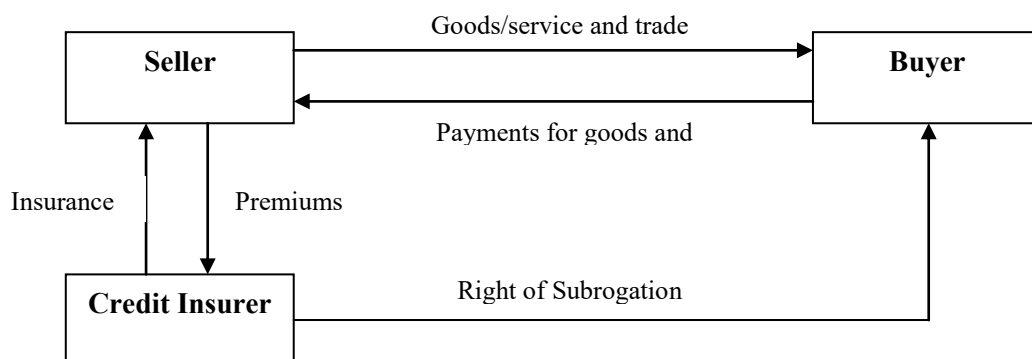 Goods/service and trade
Seller
Buyer
Payments for goods and
Insurance
Premiums
Right of Subrogation
Credit Insurer